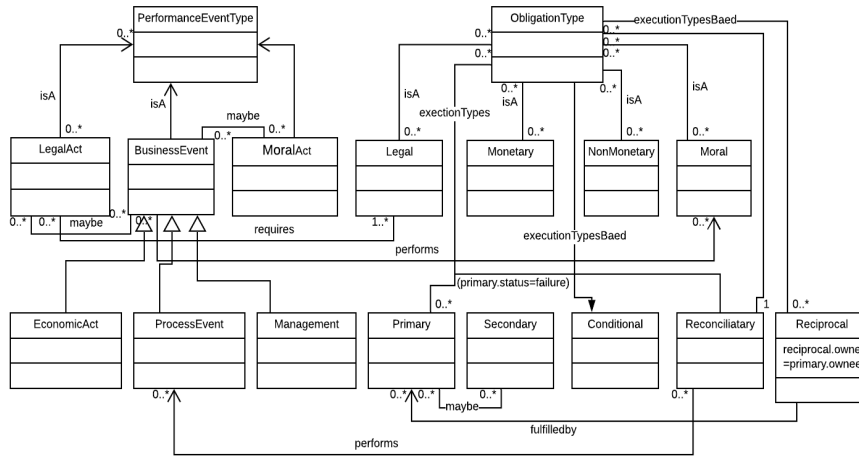 PerformanceEventType
ObligationType
executionTypesBaed
0..*
0..*
0..*
0..*
0..*
0..*
0..*
0..*
isA
isA
maybe
isA
exectionTypes
isA
isA
isA
0..*
0..*
0..*
0..*
0..*
0..*
0..*
LegalAct
BusinessEvent
MoralAct
Legal
Monetary
NonMonetary
Moral
0..*
0..*
maybe
0..*
0..*
1..*
0..*
requires
performs
executionTypesBaed
(primary.status=failure)
0..*
1
0..*
EconomicAct
ProcessEvent
Management
Primary
Secondary
Conditional
Reconciliatary
Reciprocal
reciprocal.owne
=primary.ownee
0..*
0..*
0..*
0..*
0..*
maybe
fulfilledby
performs